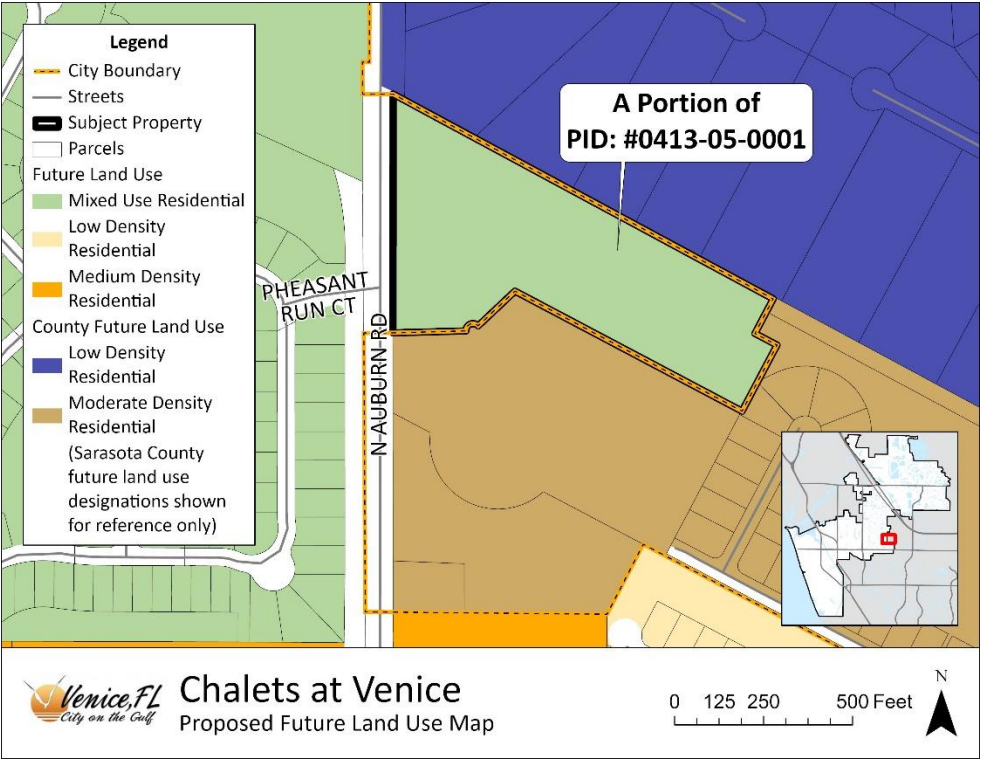 Legend
City Boundary
Streets
Subject Property
Parcels
Future Land Use
Mixed Use Residential
Low Density
Residential
Medium Density
Residential
County Future Land Use
Low Density
Residential
Moderate Density
Residential
(Sarasota County
future land use
designations shown
for reference only)
A Portion of
PID: #0413-05-0001
PHEASANT
RUN CT
N AUBURN RD
Venice, FL
City on the Gulf
Chalets at Venice
Proposed Future Land Use Map
0 125 250 500 Feet
N